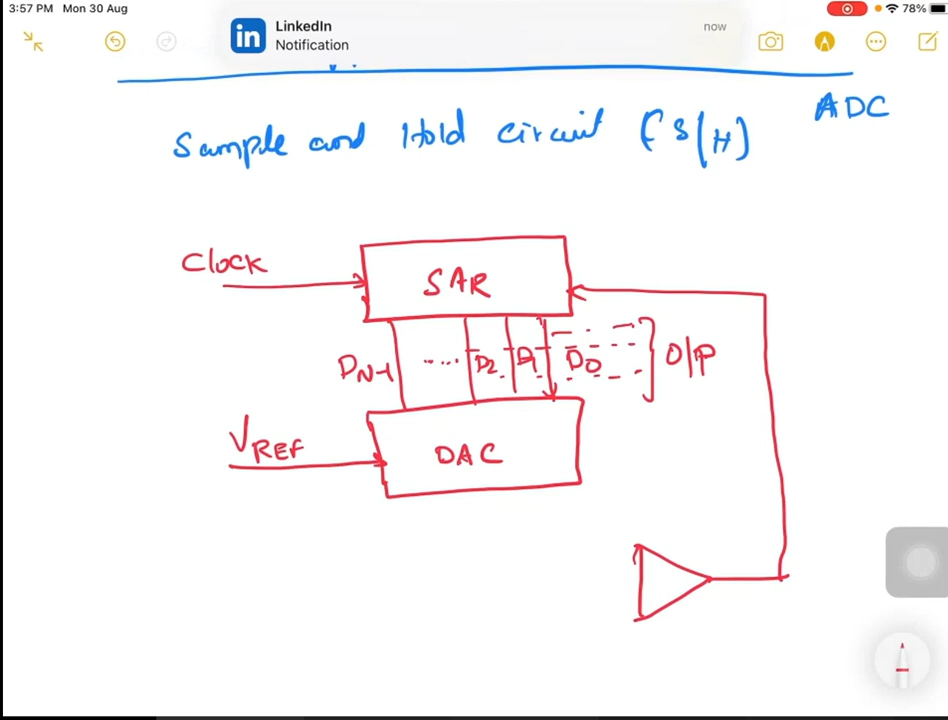 3:57 PM Mon 30 Aug
78%
in
LinkedIn
now
Notification
ADC
Sample and Hold circuit (S/H)
Clock
SAR
DN-1 ..... D2 D1 D0 O/P
VREF
DAC